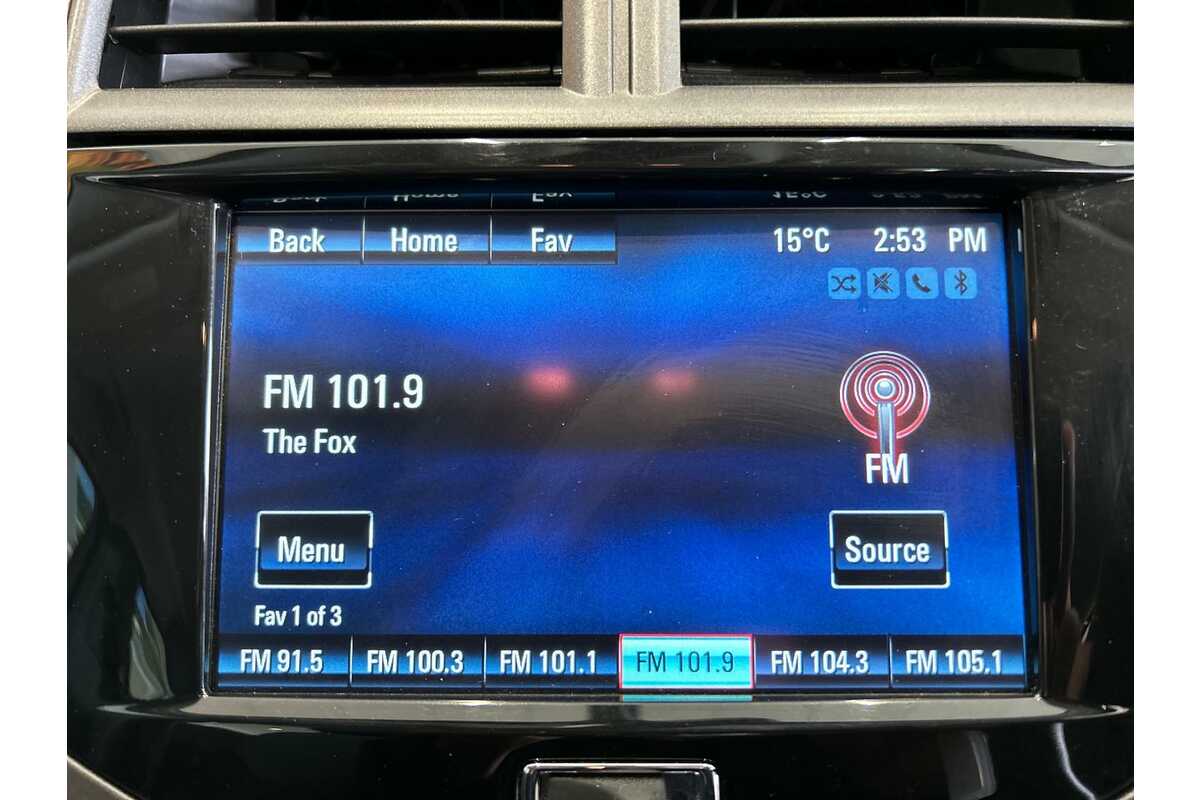 Back Home Fav 15°C 2:53 PM
FM 101.9
The Fox
FM
Menu Source
Fav 1 of 3
FM 91.5 FM 100.3 FM 101.1 FM 101.9 FM 104.3 FM 105.1